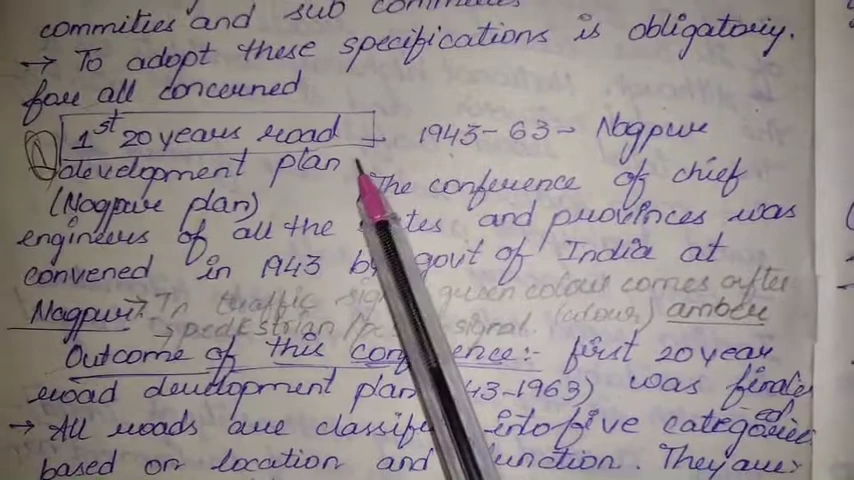 commities and sub commities
→ To adopt these specifications is obligatory.
for all concerned
1st 20 years road → 1943-63 → Nagpur
development plan
(Nagpur plan) The conference of chief
engineers of all the states and provinces was
convened in 1943 by govt of India at
Nagpur → In traffic signal green colour comes after
→ pedestrian signal. (colour) amber
Outcome of this conference:- first 20 year
road development plan (43-1963) was finalised
→ All roads are classified into five categories
based on location and function. They are: